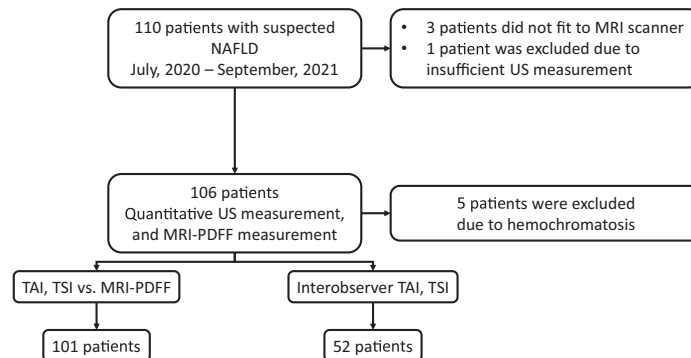 110 patients with suspected
NAFLD
July, 2020 – September, 2021
• 3 patients did not fit to MRI scanner
• 1 patient was excluded due to
insufficient US measurement
106 patients
Quantitative US measurement,
and MRI-PDFF measurement
5 patients were excluded
due to hemochromatosis
TAI, TSI vs. MRI-PDFF
Interobserver TAI, TSI
101 patients
52 patients